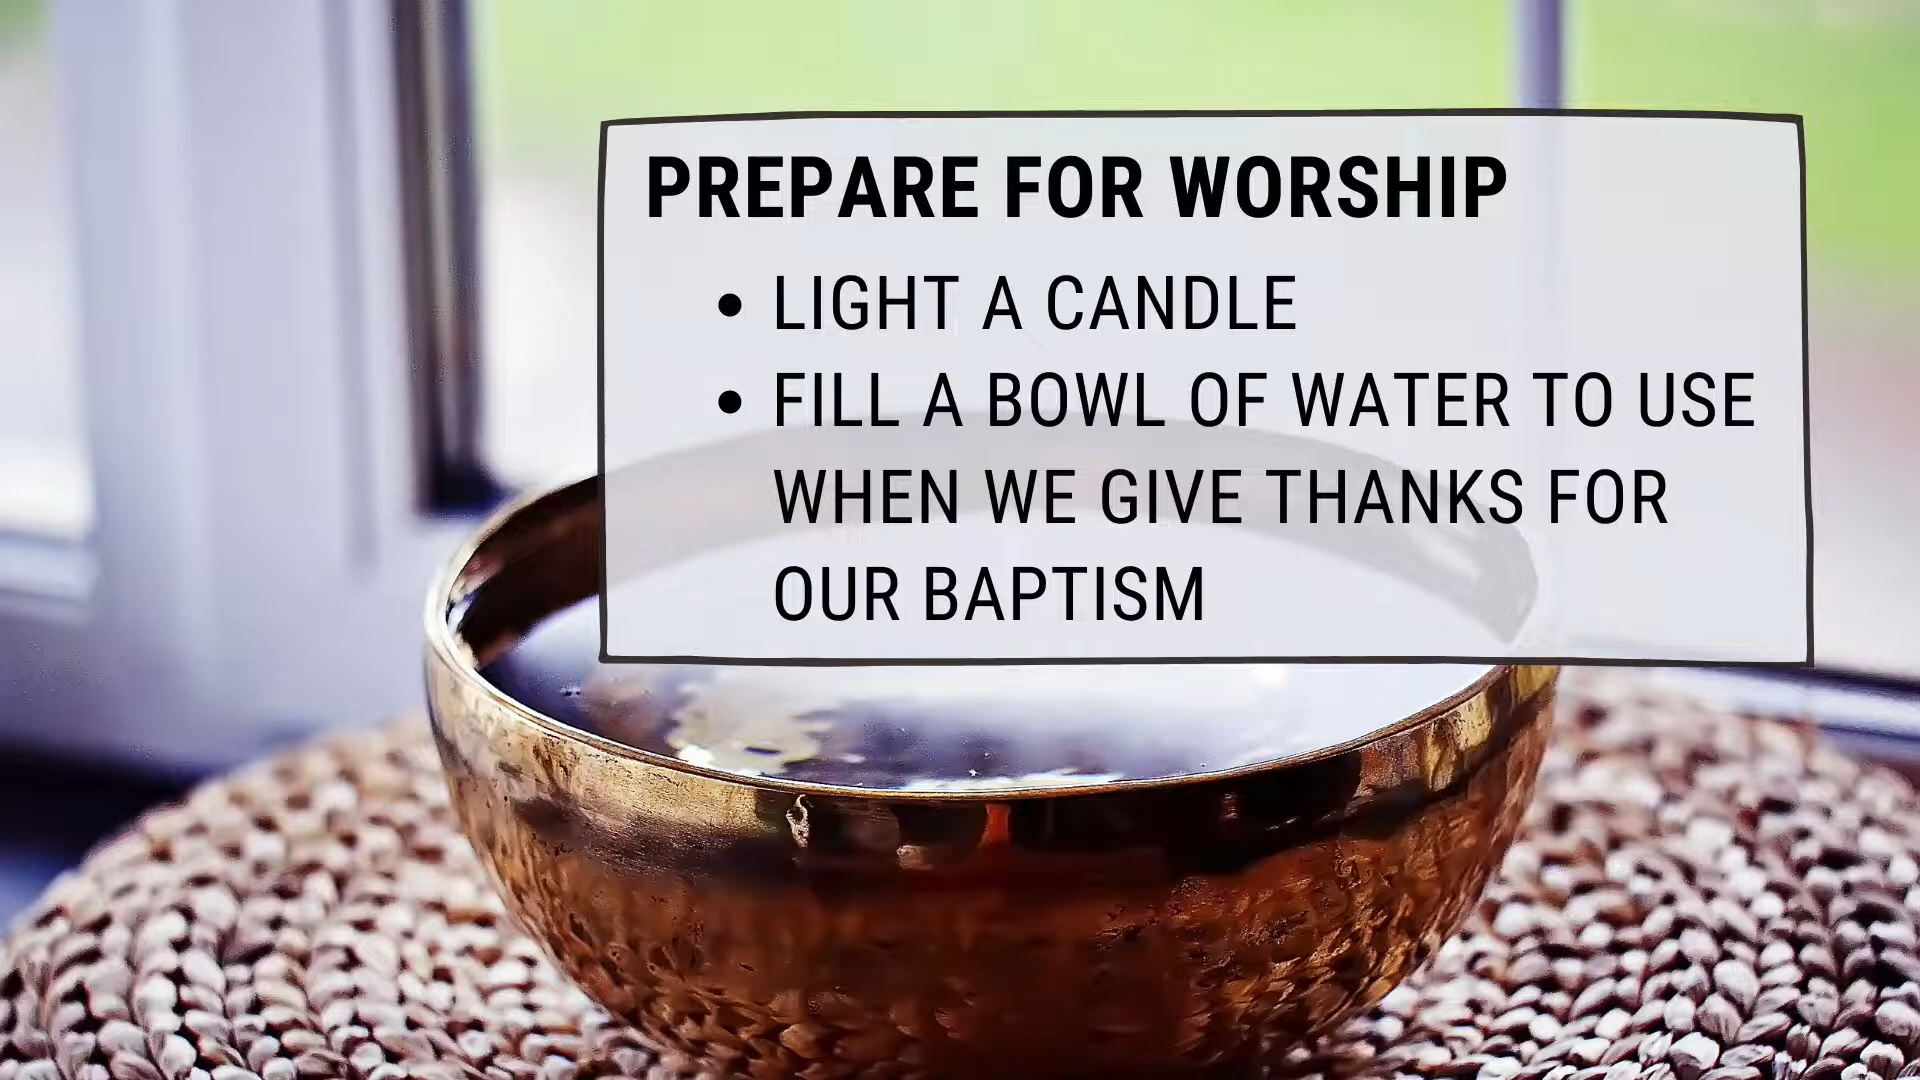 PREPARE FOR WORSHIP
• LIGHT A CANDLE
• FILL A BOWL OF WATER TO USE
WHEN WE GIVE THANKS FOR
OUR BAPTISM